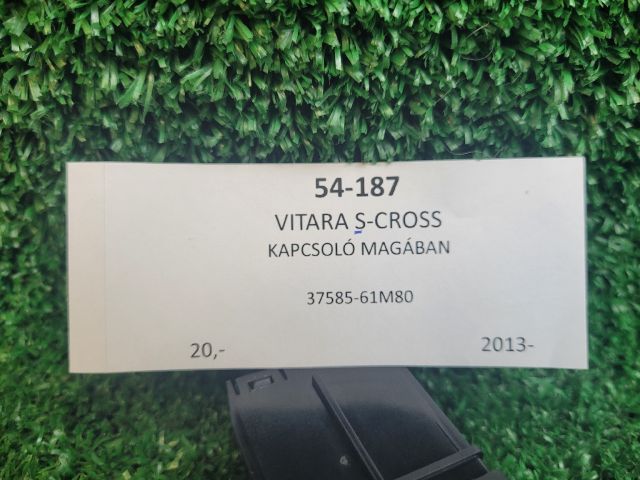 54-187
VITARA S-CROSS
KAPCSOLÓ MAGÁBAN
37585-61M80
20,- 2013-